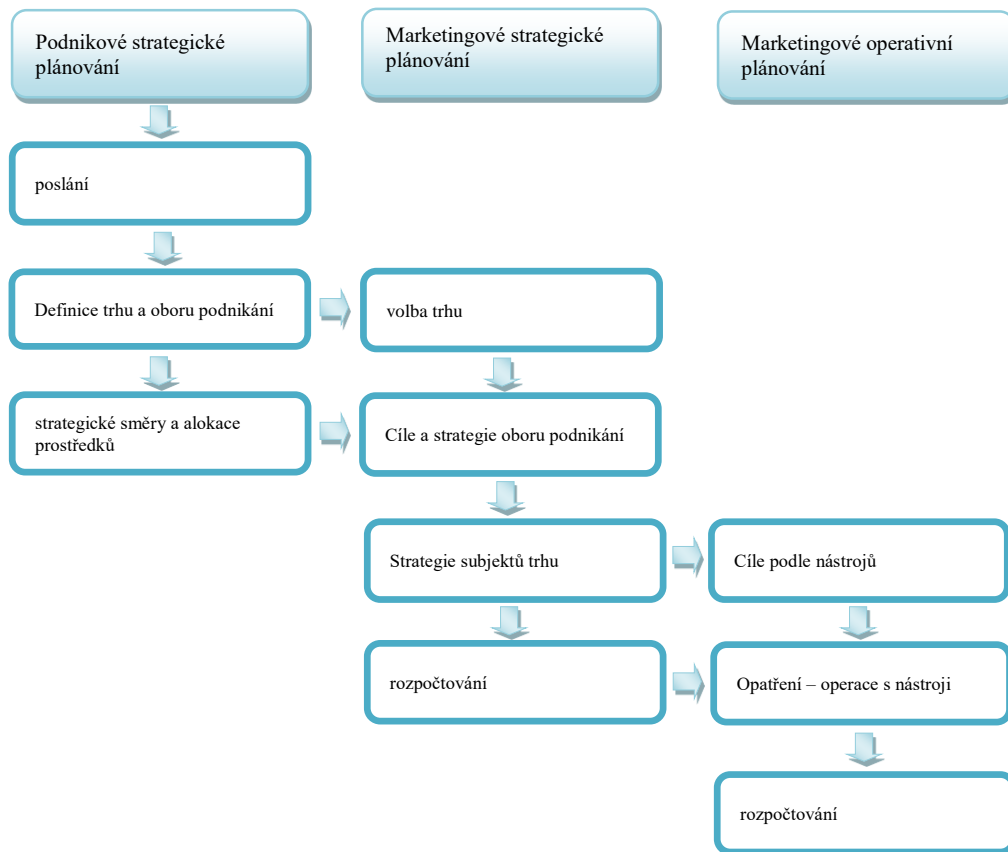 Podnikové strategické
plánování
Marketingové strategické
plánování
Marketingové operativní
plánování
poslání
Definice trhu a oboru podnikání
volba trhu
strategické směry a alokace
prostředků
Cíle a strategie oboru podnikání
Strategie subjektů trhu
Cíle podle nástrojů
rozpočtování
Opatření – operace s nástroji
rozpočtování